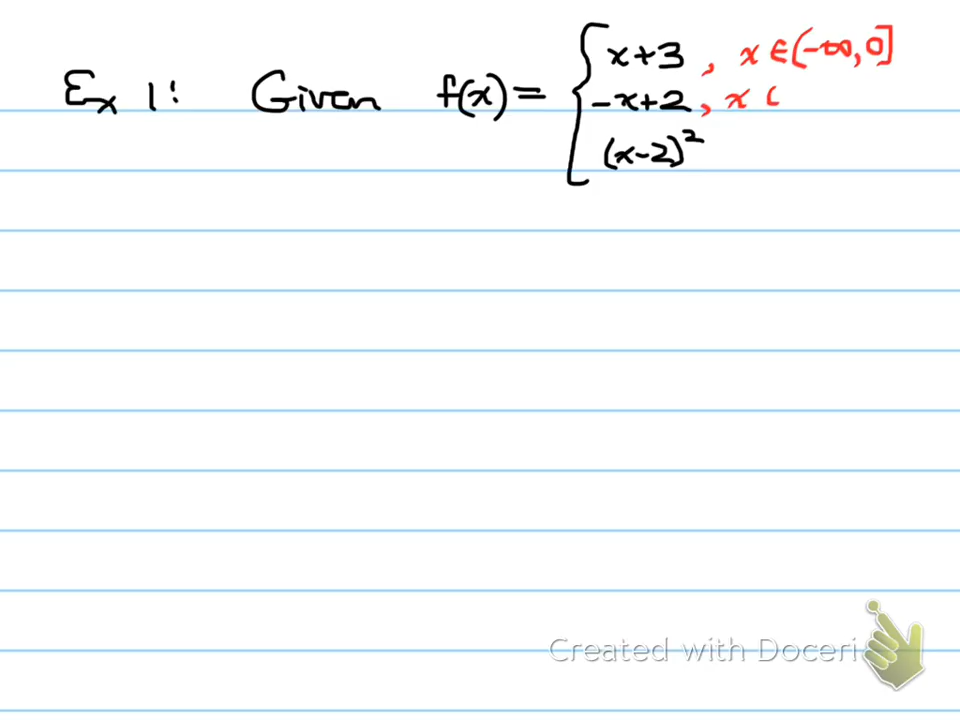 Ex 1: Given f(x) = { x+3 , x ∈ (-∞, 0]
-x+2 , x (
(x-2)²
Created with Doceri